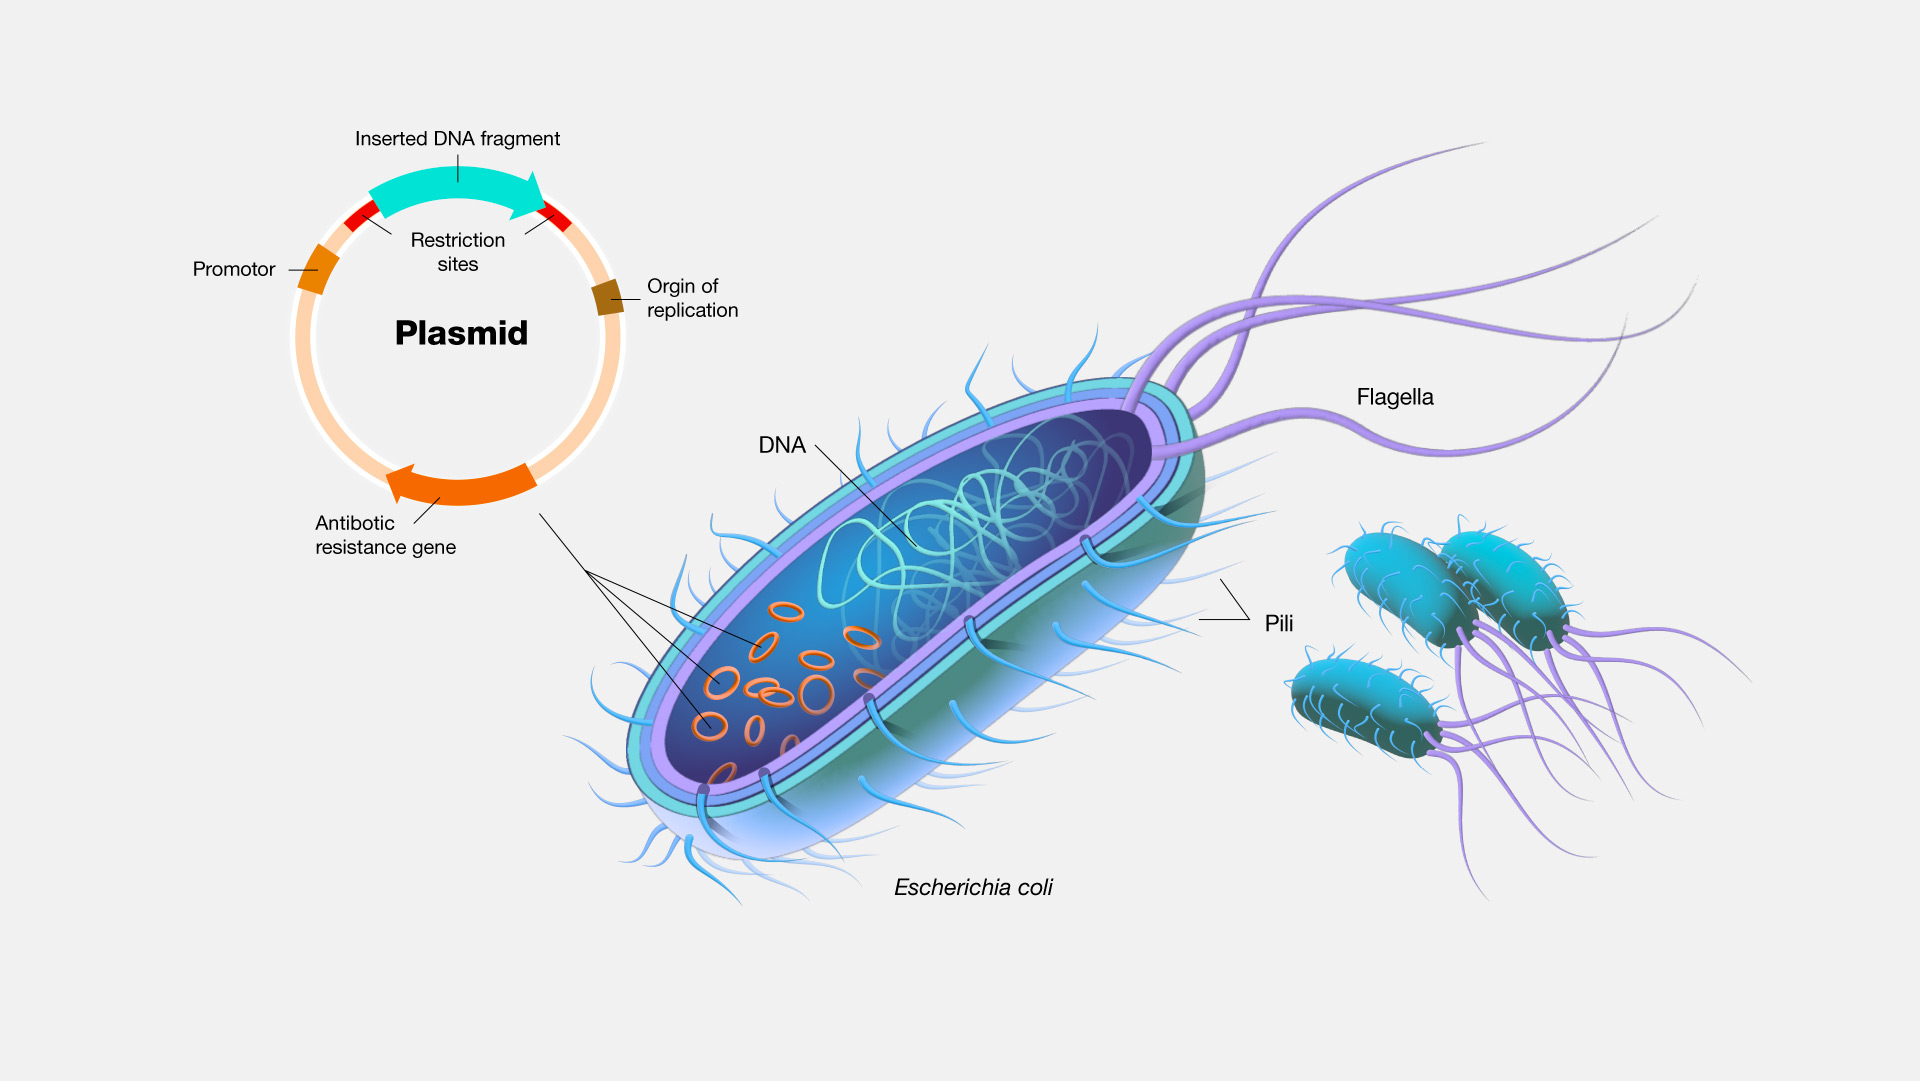 Inserted DNA fragment
Restriction
sites
Promotor
Orgin of
replication
Plasmid
Antibotic
resistance gene
DNA
Flagella
Pili
Escherichia coli